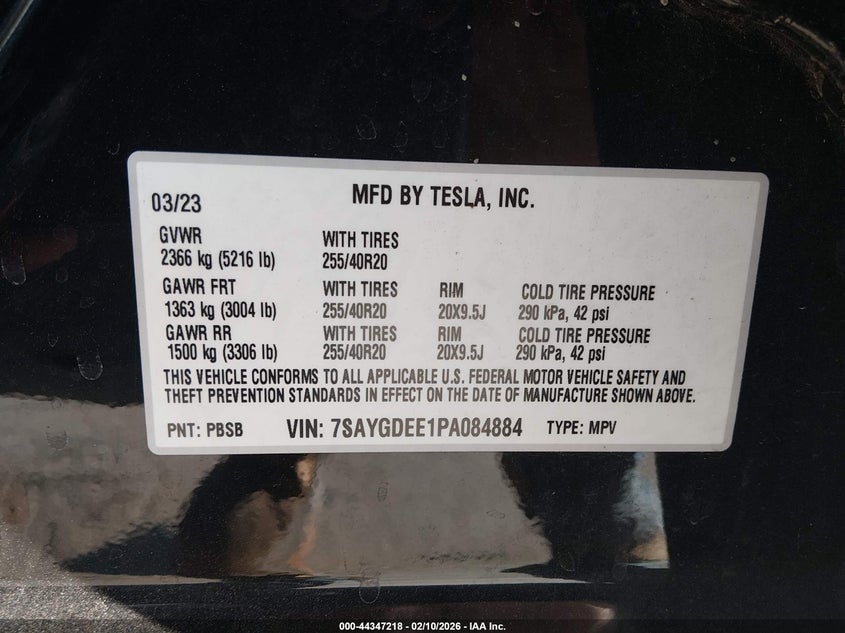 03/23 MFD BY TESLA, INC.
GVWR WITH TIRES
2366 kg (5216 lb) 255/40R20
GAWR FRT WITH TIRES RIM COLD TIRE PRESSURE
1363 kg (3004 lb) 255/40R20 20X9.5J 290 kPa, 42 psi
GAWR RR WITH TIRES RIM COLD TIRE PRESSURE
1500 kg (3306 lb) 255/40R20 20X9.5J 290 kPa, 42 psi
THIS VEHICLE CONFORMS TO ALL APPLICABLE U.S. FEDERAL MOTOR VEHICLE SAFETY AND
THEFT PREVENTION STANDARDS IN EFFECT ON THE DATE OF MANUFACTURE SHOWN ABOVE.
PNT: PBSB VIN: 7SAYGDEE1PA084884 TYPE: MPV
000-44347218 - 02/10/2026 - IAA Inc.